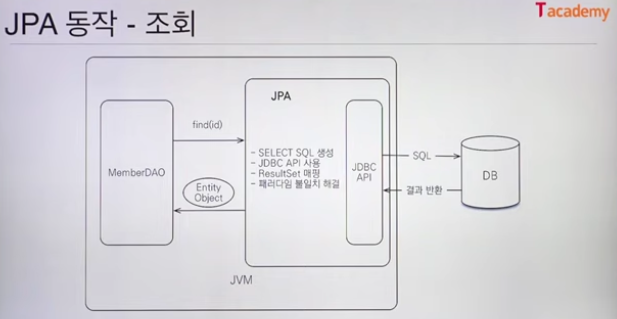 JPA 동작 - 조회
Tacademy
JPA
find(id)
- SELECT SQL 생성
- JDBC API 사용
- ResultSet 매핑
- 패러다임 불일치 해결
MemberDAO
Entity
Object
JDBC
API
SQL
결과 반환
DB
JVM